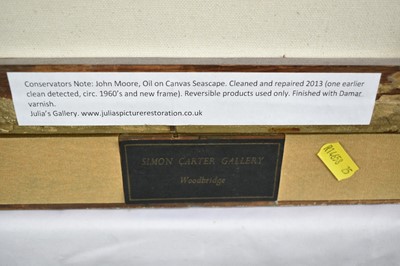 Conservators Note: John Moore, Oil on Canvas Seascape. Cleaned and repaired 2013 (one earlier
clean detected, circ. 1960's and new frame). Reversible products used only. Finished with Damar
varnish.
Julia's Gallery. www.juliaspicturerestoration.co.uk
SIMON CARTER GALLERY
Woodbridge